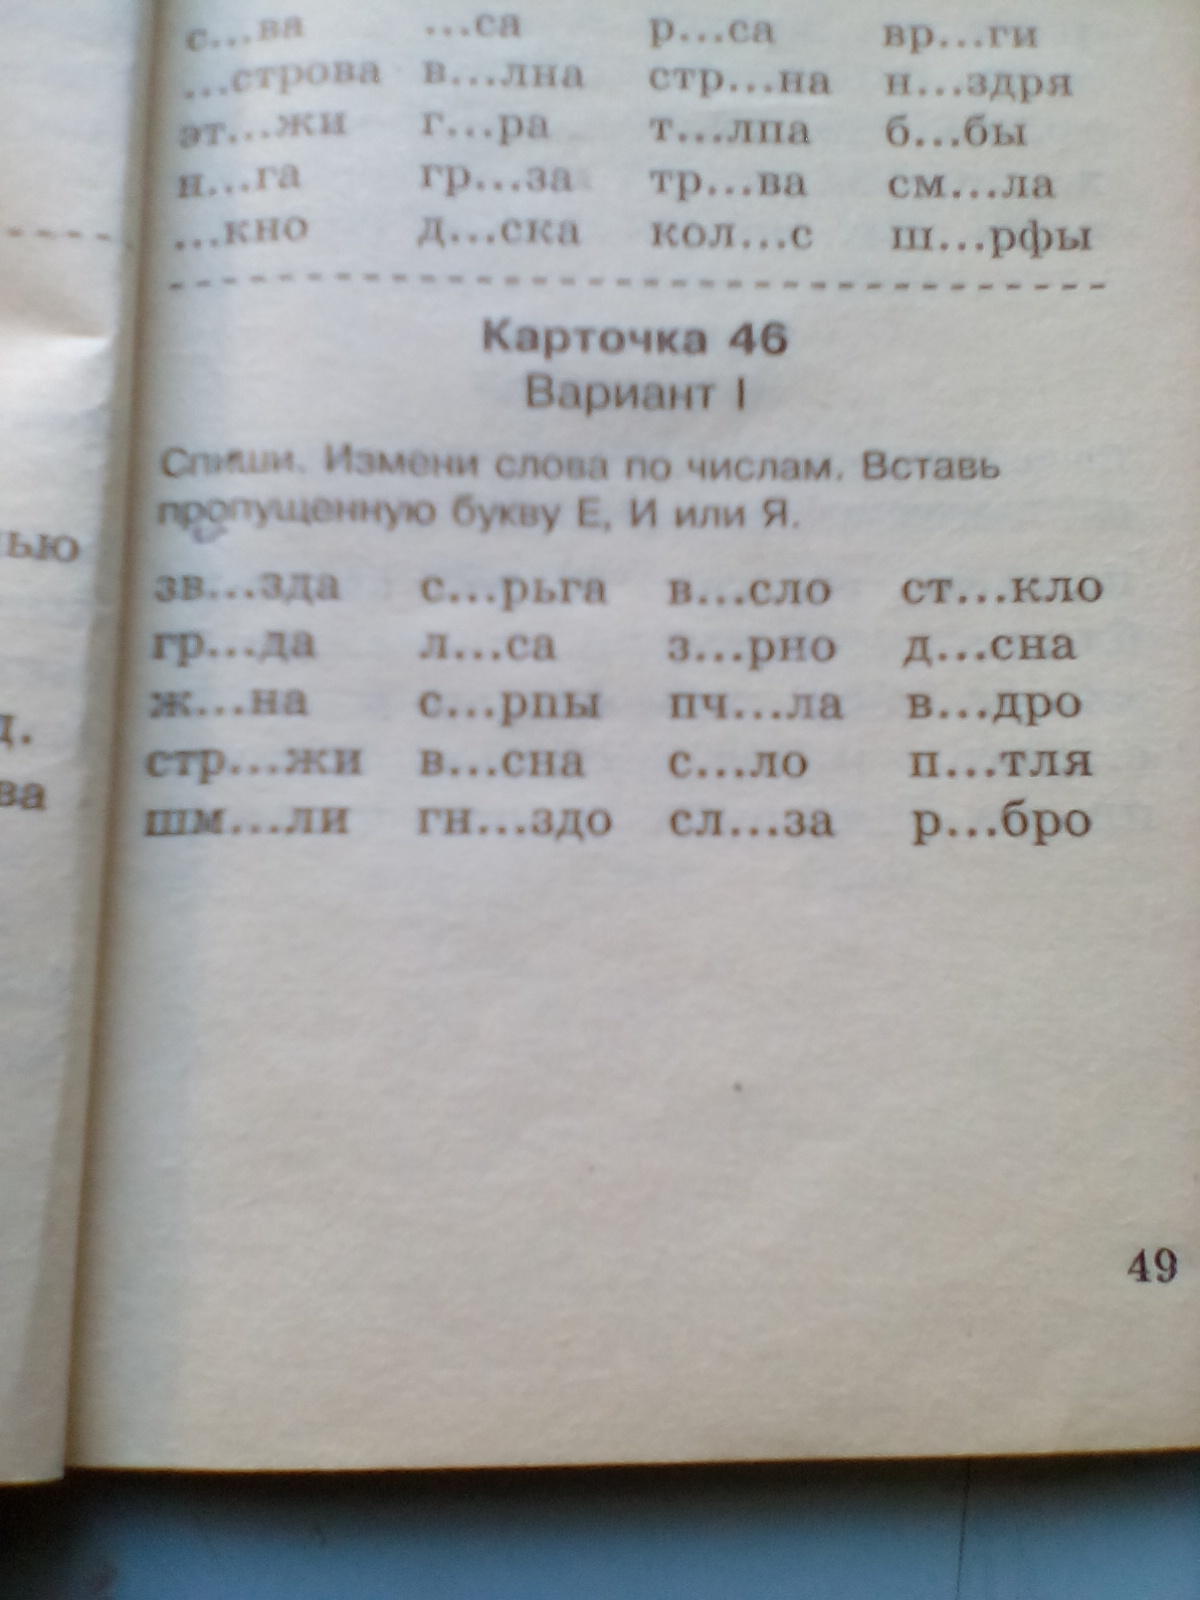 с...ва ...са р...са вр...ги
...строва в...лна стр...на н...здря
эт...жи г...ра т...лпа б...бы
н...га гр...за тр...ва см...ла
...кно д...ска кол...с ш...рфы
Карточка 46
Вариант I
Спиши. Измени слова по числам. Вставь
пропущенную букву Е, И или Я.
зв...зда с...рьга в...сло ст...кло
гр...да л...са з...рно д...сна
ж...на с...рпы пч...ла в...дро
стр...жи в...сна с...ло п...тля
шм...ли гн...здо сл...за р...бро
ью
д.
ва
49